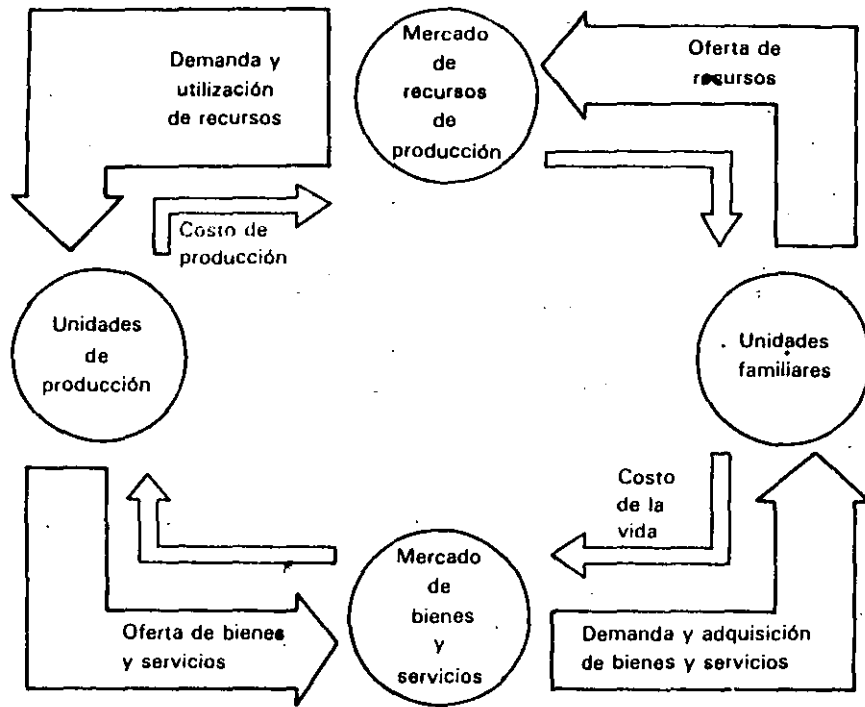 Demanda y
utilización
de recursos
Mercado
de
recursos
de
producción
Oferta de
recursos
Costo de
producción
Unidades
de
producción
Unidades
familiares
Costo
de la
vida
Mercado
de
bienes
y
servicios
Oferta de bienes
y servicios
Demanda y adquisición
de bienes y servicios